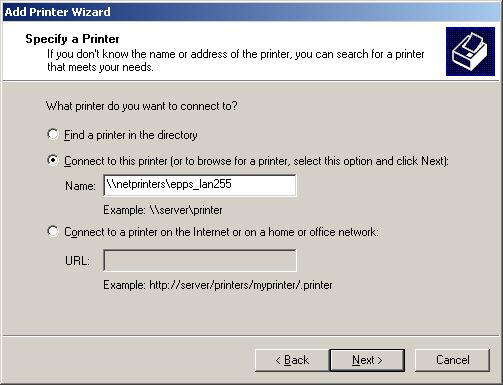 Add Printer Wizard
Specify a Printer
If you don't know the name or address of the printer, you can search for a printer
that meets your needs.
What printer do you want to connect to?
Find a printer in the directory
Connect to this printer (or to browse for a printer, select this option and click Next):
Name: \\netprinters\epps_lan255
Example: \\server\printer
Connect to a printer on the Internet or on a home or office network:
URL:
Example: http://server/printers/myprinter/.printer
< Back Next > Cancel